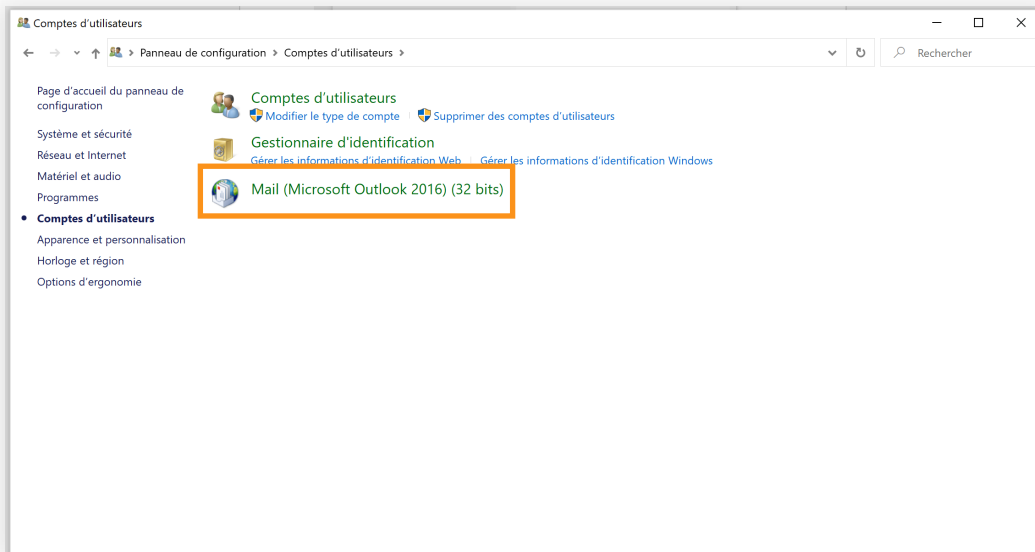 Comptes d'utilisateurs
Panneau de configuration > Comptes d'utilisateurs >
Rechercher
Page d'accueil du panneau de
configuration
Système et sécurité
Réseau et Internet
Matériel et audio
Programmes
Comptes d'utilisateurs
Apparence et personnalisation
Horloge et région
Options d'ergonomie
Comptes d'utilisateurs
Modifier le type de compte
Supprimer des comptes d'utilisateurs
Gestionnaire d'identification
Gérer les informations d'identification Web
Gérer les informations d'identification Windows
Mail (Microsoft Outlook 2016) (32 bits)